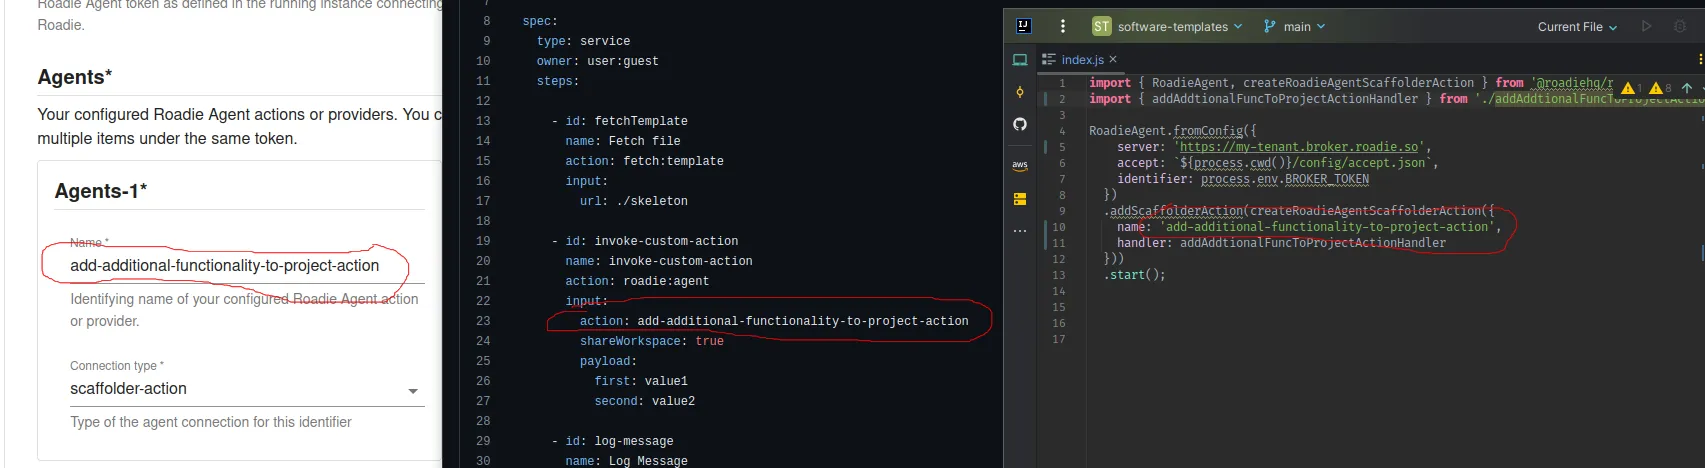 Roadie Agent token as defined in the running instance connecting
Roadie.
Agents*
Your configured Roadie Agent actions or providers. You c
multiple items under the same token.
Agents-1*
Name *
add-additional-functionality-to-project-action
Identifying name of your configured Roadie Agent action
or provider.
Connection type *
scaffolder-action
Type of the agent connection for this identifier
7
8 spec:
9 type: service
10 owner: user:guest
11 steps:
12
13 - id: fetchTemplate
14 name: Fetch file
15 action: fetch:template
16 input:
17 url: ./skeleton
18
19 - id: invoke-custom-action
20 name: invoke-custom-action
21 action: roadie:agent
22 input:
23 action: add-additional-functionality-to-project-action
24 shareWorkspace: true
25 payload:
26 first: value1
27 second: value2
28
29 - id: log-message
30 name: Log Message
IJ ST software-templates main Current File
index.js
aws
1 import { RoadieAgent, createRoadieAgentScaffolderAction } from '@roadiehq/r 1 8
2 import { addAddtionalFuncToProjectActionHandler } from './addAddtionalFuncToProjectActio
3
4 RoadieAgent.fromConfig({
5 server: 'https://my-tenant.broker.roadie.so',
6 accept: `${process.cwd()}/config/accept.json`,
7 identifier: process.env.BROKER_TOKEN
8 })
9 .addScaffolderAction(createRoadieAgentScaffolderAction({
10 name: 'add-additional-functionality-to-project-action',
11 handler: addAddtionalFuncToProjectActionHandler
12 }))
13 .start();
14
15
16
17